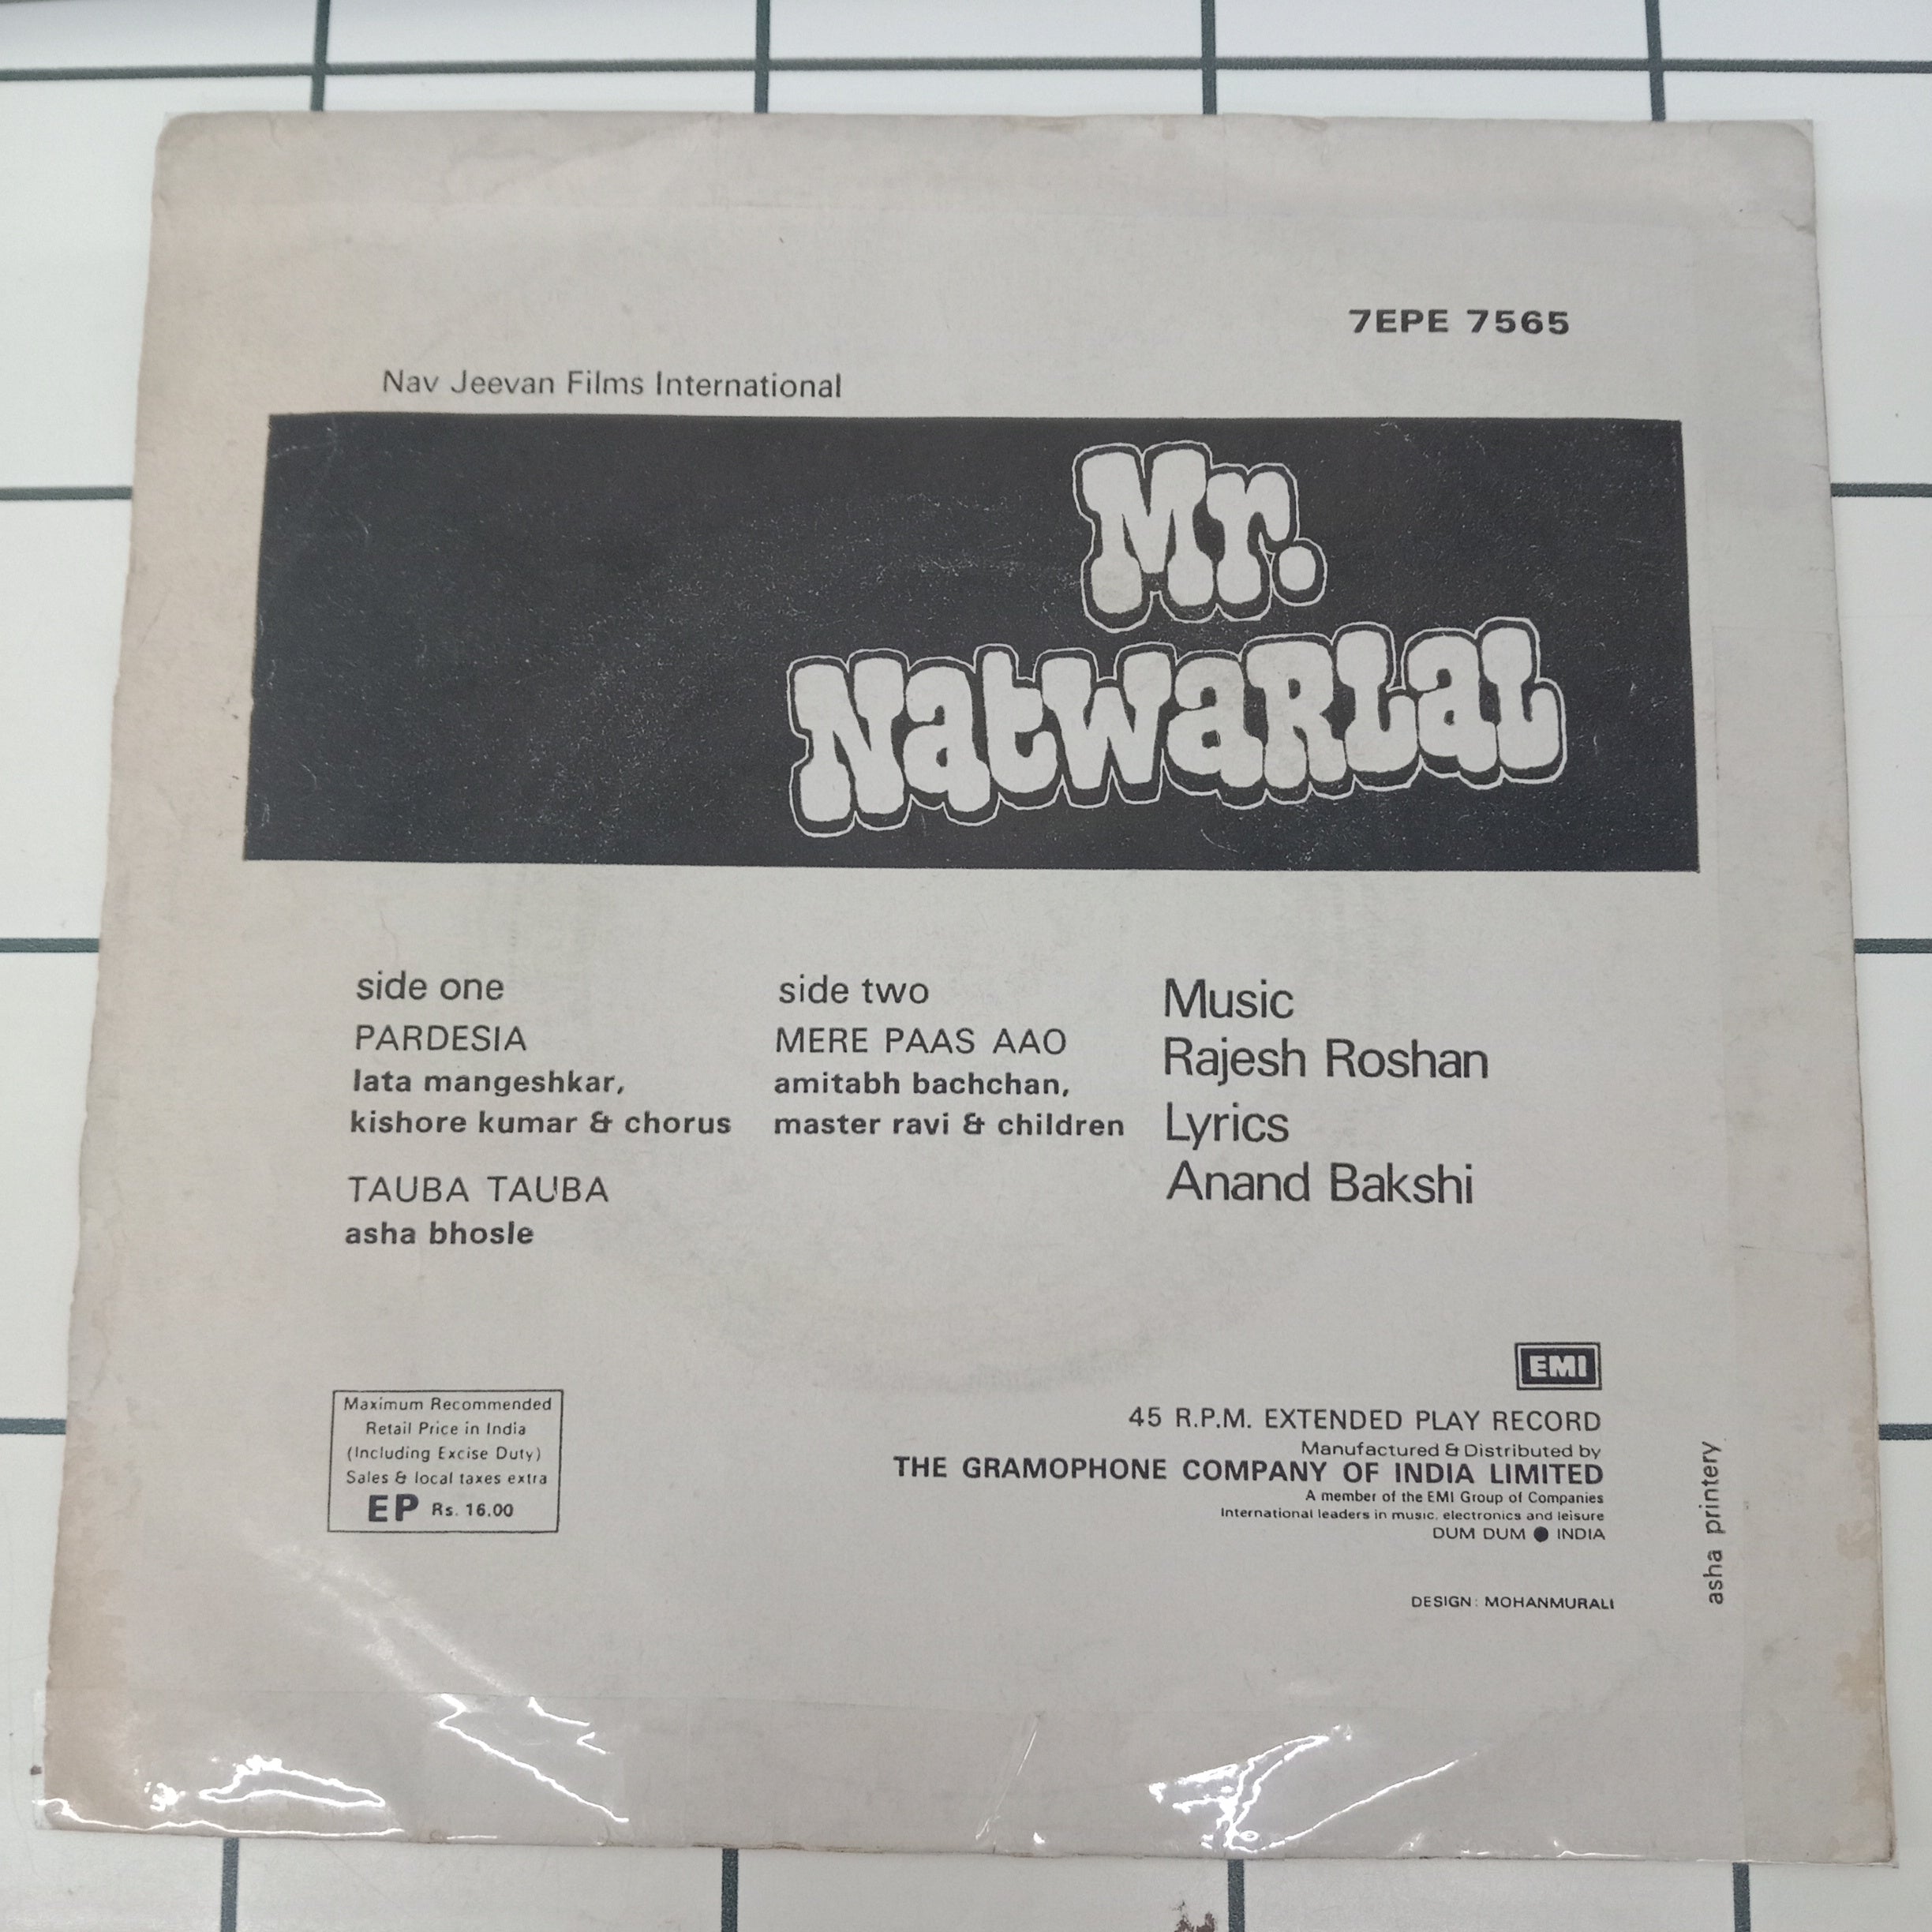 7EPE 7565
Nav Jeevan Films International
Mr.
NatwaRLaL
side one
PARDESIA
lata mangeshkar,
kishore kumar & chorus
TAUBA TAUBA
asha bhosle
side two
MERE PAAS AAO
amitabh bachchan,
master ravi & children
Music
Rajesh Roshan
Lyrics
Anand Bakshi
Maximum Recommended
Retail Price in India
(Including Excise Duty)
Sales & local taxes extra
EP Rs. 16.00
EMI
45 R.P.M. EXTENDED PLAY RECORD
Manufactured & Distributed by
THE GRAMOPHONE COMPANY OF INDIA LIMITED
A member of the EMI Group of Companies
International leaders in music, electronics and leisure
DUM DUM ● INDIA
DESIGN: MOHANMURALI
asha printery